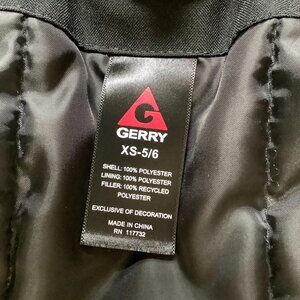 GERRY
XS-5/6
SHELL: 100% POLYESTER
LINING: 100% POLYESTER
FILLER: 100% RECYCLED
POLYESTER
EXCLUSIVE OF DECORATION
MADE IN CHINA
RN 117732